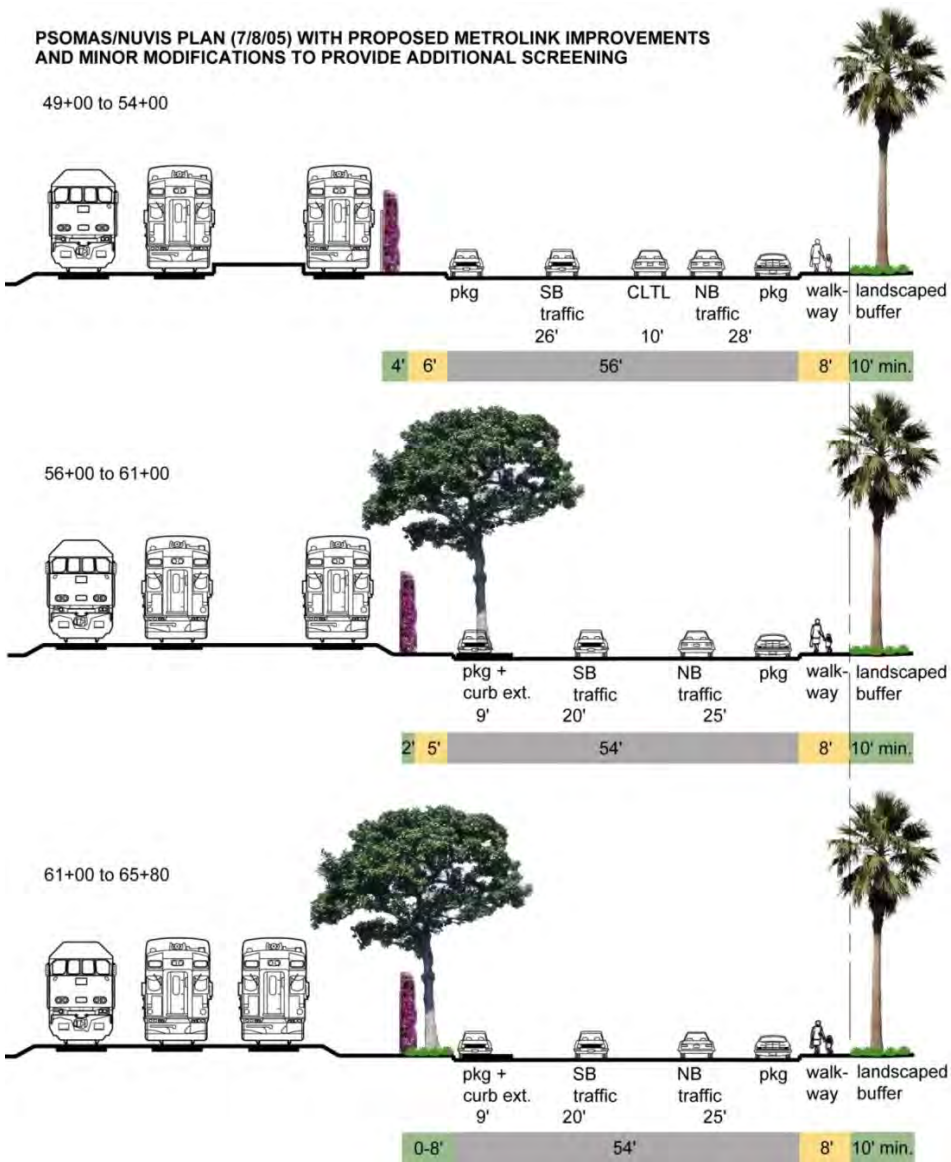 PSOMAS/NUVIS PLAN (7/8/05) WITH PROPOSED METROLINK IMPROVEMENTS
AND MINOR MODIFICATIONS TO PROVIDE ADDITIONAL SCREENING
49+00 to 54+00
pkg SB CLTL NB pkg walk- landscaped
traffic traffic way buffer
26' 10' 28'
4' 6' 56' 8' 10' min.
56+00 to 61+00
pkg + SB NB pkg walk- landscaped
curb ext. traffic traffic way buffer
9' 20' 25'
2' 5' 54' 8' 10' min.
61+00 to 65+80
pkg + SB NB pkg walk- landscaped
curb ext. traffic traffic way buffer
9' 20' 25'
0-8' 54' 8' 10' min.